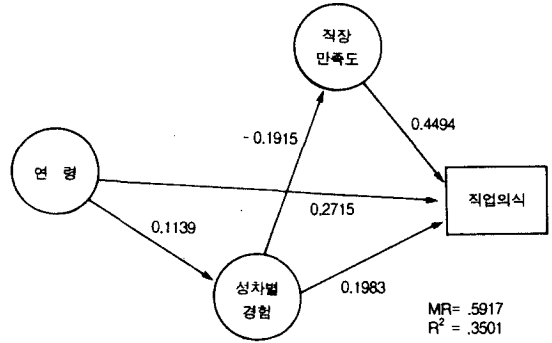 직장
만족도
- 0.1915
0.4494
연 령
직업의식
0.2715
0.1139
성차별
경험
0.1983
MR= .5917
R² = .3501